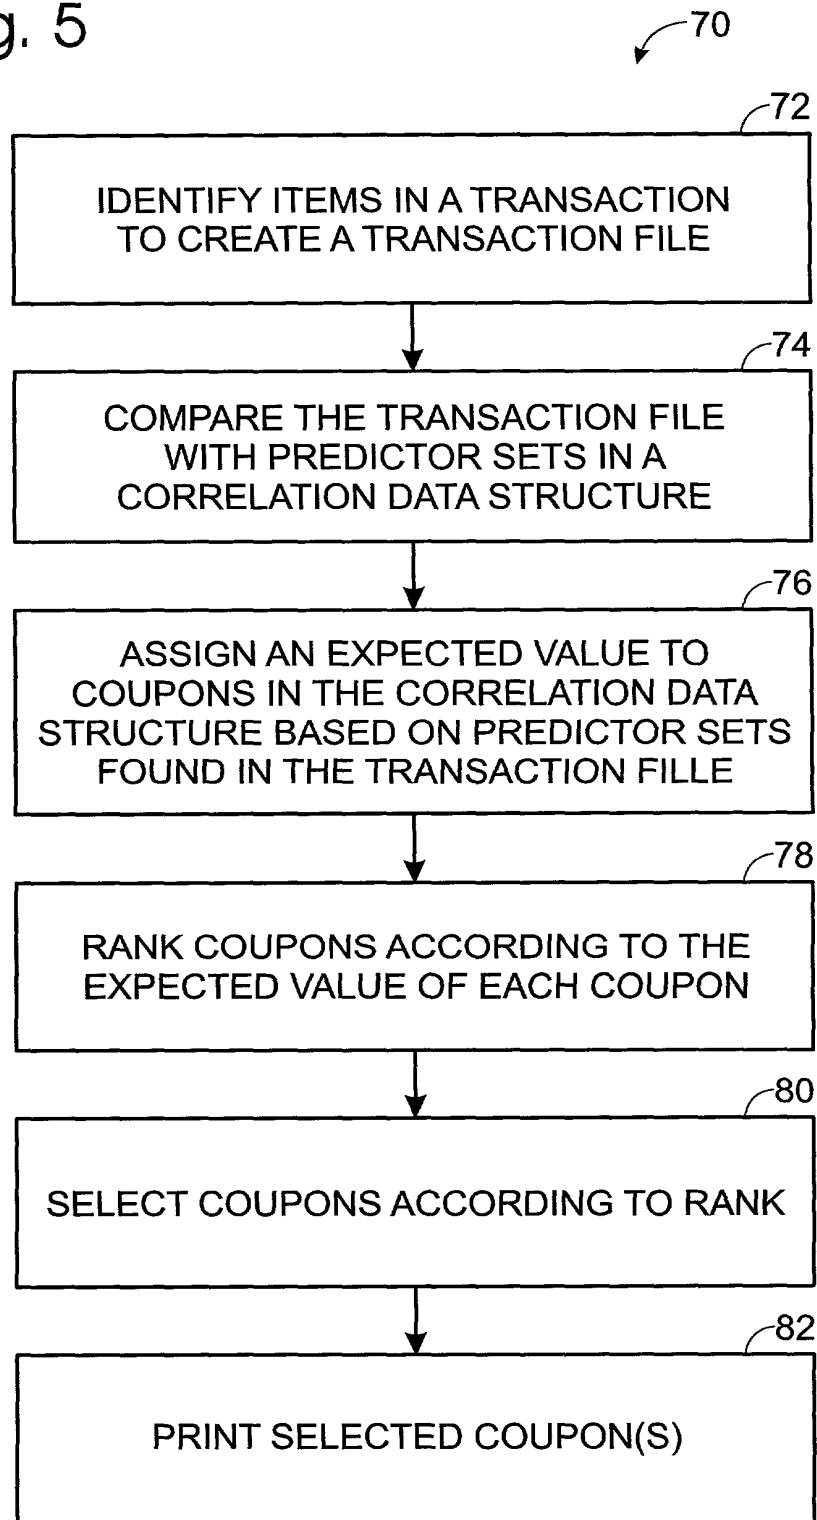 g. 5
70
72
IDENTIFY ITEMS IN A TRANSACTION
TO CREATE A TRANSACTION FILE
74
COMPARE THE TRANSACTION FILE
WITH PREDICTOR SETS IN A
CORRELATION DATA STRUCTURE
76
ASSIGN AN EXPECTED VALUE TO
COUPONS IN THE CORRELATION DATA
STRUCTURE BASED ON PREDICTOR SETS
FOUND IN THE TRANSACTION FILLE
78
RANK COUPONS ACCORDING TO THE
EXPECTED VALUE OF EACH COUPON
80
SELECT COUPONS ACCORDING TO RANK
82
PRINT SELECTED COUPON(S)